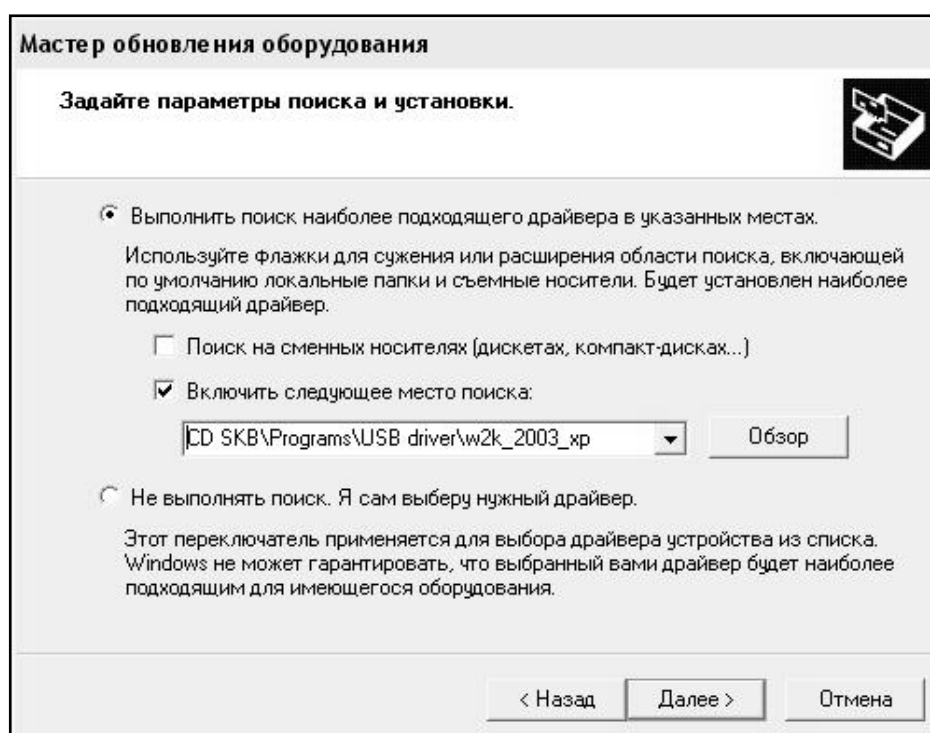 Мастер обновления оборудования
Задайте параметры поиска и установки.
Выполнить поиск наиболее подходящего драйвера в указанных местах.
Используйте флажки для сужения или расширения области поиска, включающей
по умолчанию локальные папки и съемные носители. Будет установлен наиболее
подходящий драйвер.
Поиск на сменных носителях (дискетах, компакт-дисках...)
Включить следующее место поиска:
CD SKB\Programs\USB driver\w2k_2003_xp
Обзор
Не выполнять поиск. Я сам выберу нужный драйвер.
Этот переключатель применяется для выбора драйвера устройства из списка.
Windows не может гарантировать, что выбранный вами драйвер будет наиболее
подходящим для имеющегося оборудования.
< Назад
Далее >
Отмена